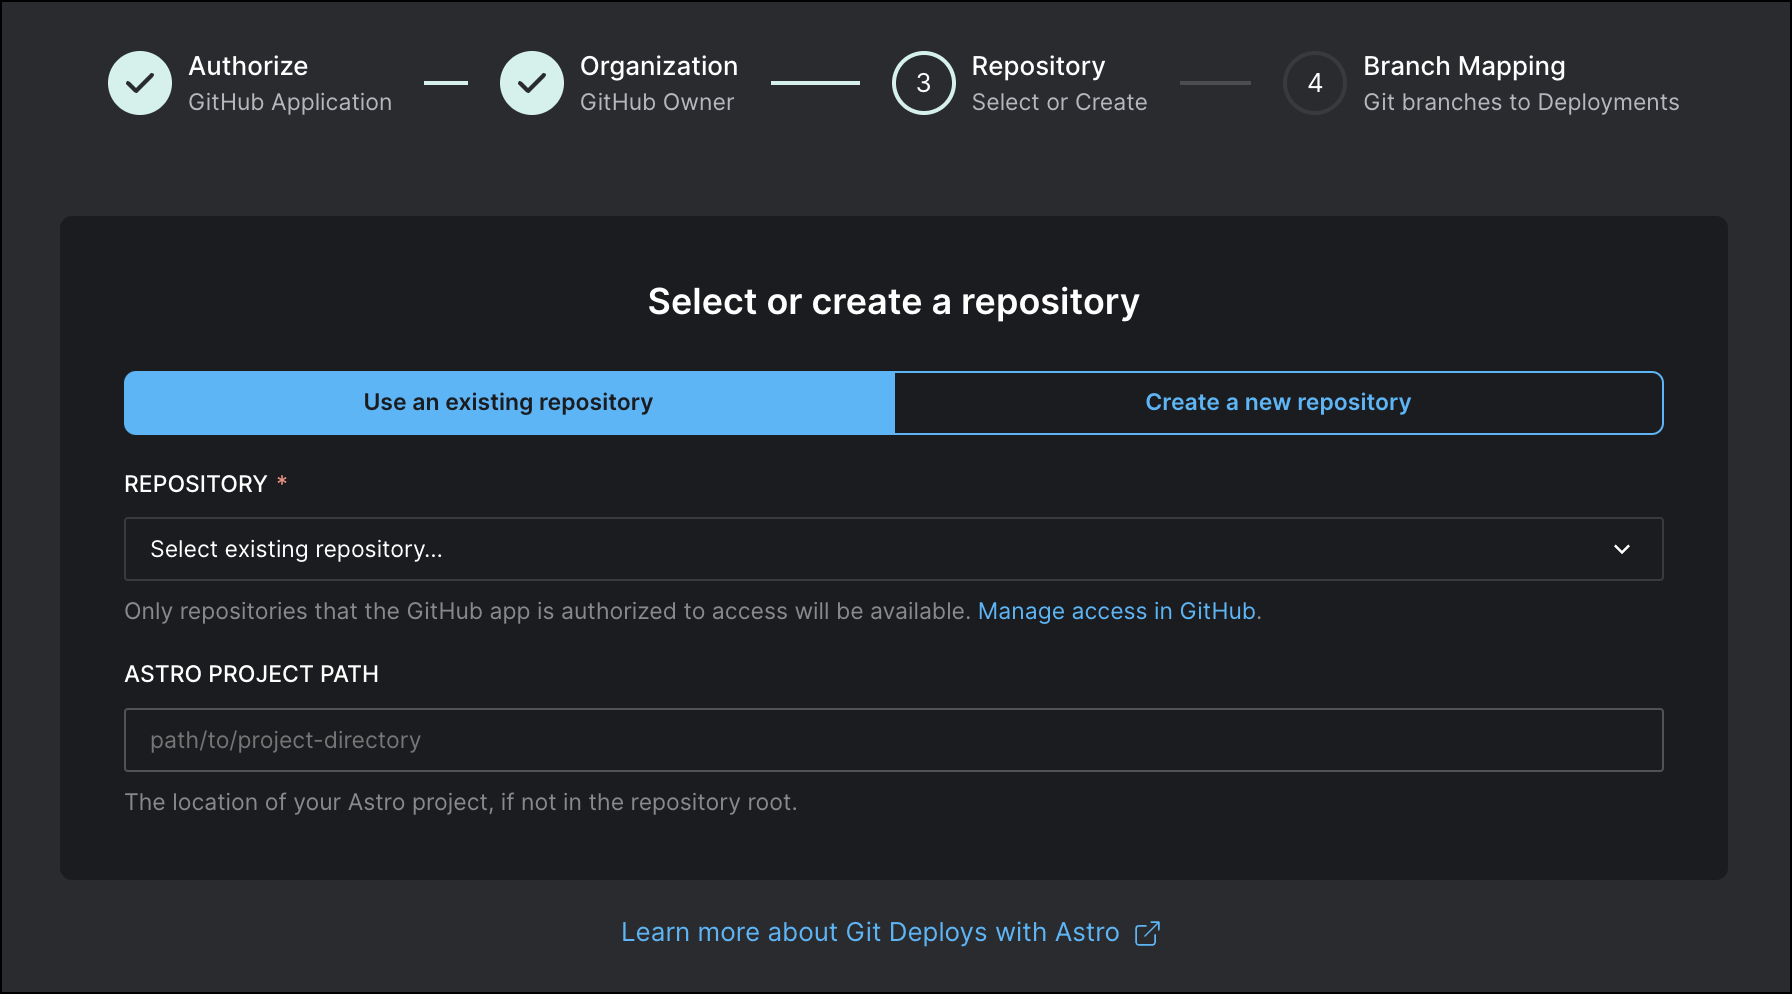 Authorize
GitHub Application
Organization
GitHub Owner
3
Repository
Select or Create
4
Branch Mapping
Git branches to Deployments
Select or create a repository
Use an existing repository
Create a new repository
REPOSITORY *
Select existing repository...
Only repositories that the GitHub app is authorized to access will be available. Manage access in GitHub.
ASTRO PROJECT PATH
path/to/project-directory
The location of your Astro project, if not in the repository root.
Learn more about Git Deploys with Astro